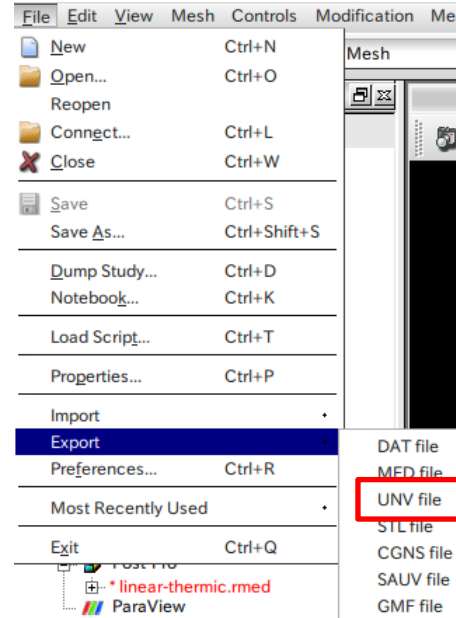 File Edit View Mesh Controls Modification Me
New Ctrl+N
Mesh
Open... Ctrl+O
Reopen
Connect... Ctrl+L
Close Ctrl+W
Save Ctrl+S
Save As... Ctrl+Shift+S
Dump Study... Ctrl+D
Notebook... Ctrl+K
Load Script... Ctrl+T
Properties... Ctrl+P
Import
Export
DAT file
Preferences... Ctrl+R
MED file
Most Recently Used
UNV file
STL file
Exit Ctrl+Q
CGNS file
Post-Pro
* linear-thermic.rmed
SAUV file
ParaView
GMF file